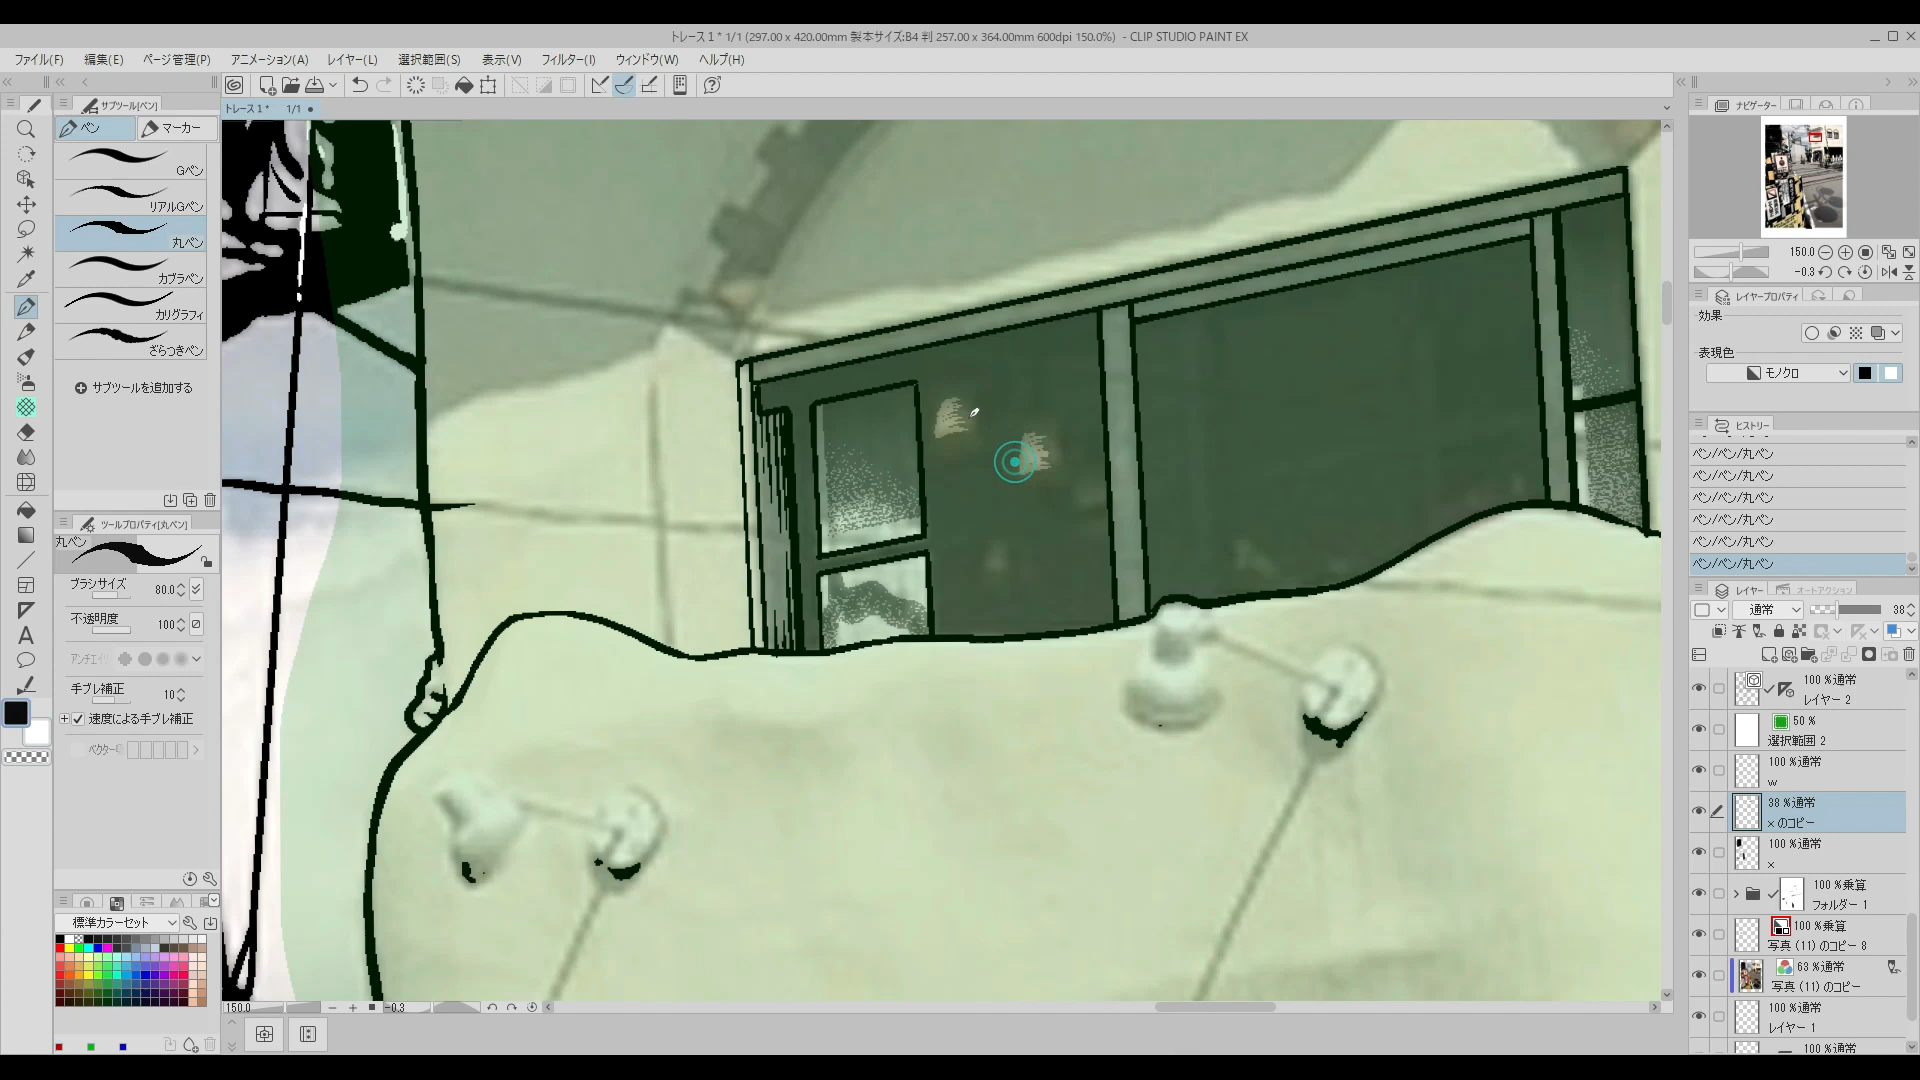 トレース1* 1/1 (297.00 x 420.00mm 製本サイズ:B4 判 257.00 x 364.00mm 600dpi 150.0%) - CLIP STUDIO PAINT EX
ファイル(F) 編集(E) ページ管理(P) アニメーション(A) レイヤー(L) 選択範囲(S) 表示(V) フィルター(I) ウィンドウ(W) ヘルプ(H)
サブツール[ペン]
トレース1* 1/1
ナビゲーター
ペン マーカー
Gペン
リアルGペン
丸ペン
カブラペン
カリグラフィ
ざらつきペン
サブツールを追加する
ツールプロパティ[丸ペン]
丸ペン
ブラシサイズ 80.0
不透明度 100
手ブレ補正 10
速度による手ブレ補正
標準カラーセット
150.0
-0.3
150.0
-0.3
レイヤープロパティ
効果
表現色
モノクロ
ヒストリー
ペン/ペン/丸ペン
ペン/ペン/丸ペン
ペン/ペン/丸ペン
ペン/ペン/丸ペン
ペン/ペン/丸ペン
ペン/ペン/丸ペン
レイヤー オートアクション
通常 38
100 %通常
レイヤー 2
50 %
選択範囲 2
100 %通常
w
38 %通常
x のコピー
100 %通常
x
100 %乗算
フォルダー 1
100 %乗算
写真 (11) のコピー 8
63 %通常
写真 (11) のコピー
100 %通常
レイヤー 1
100 %通常